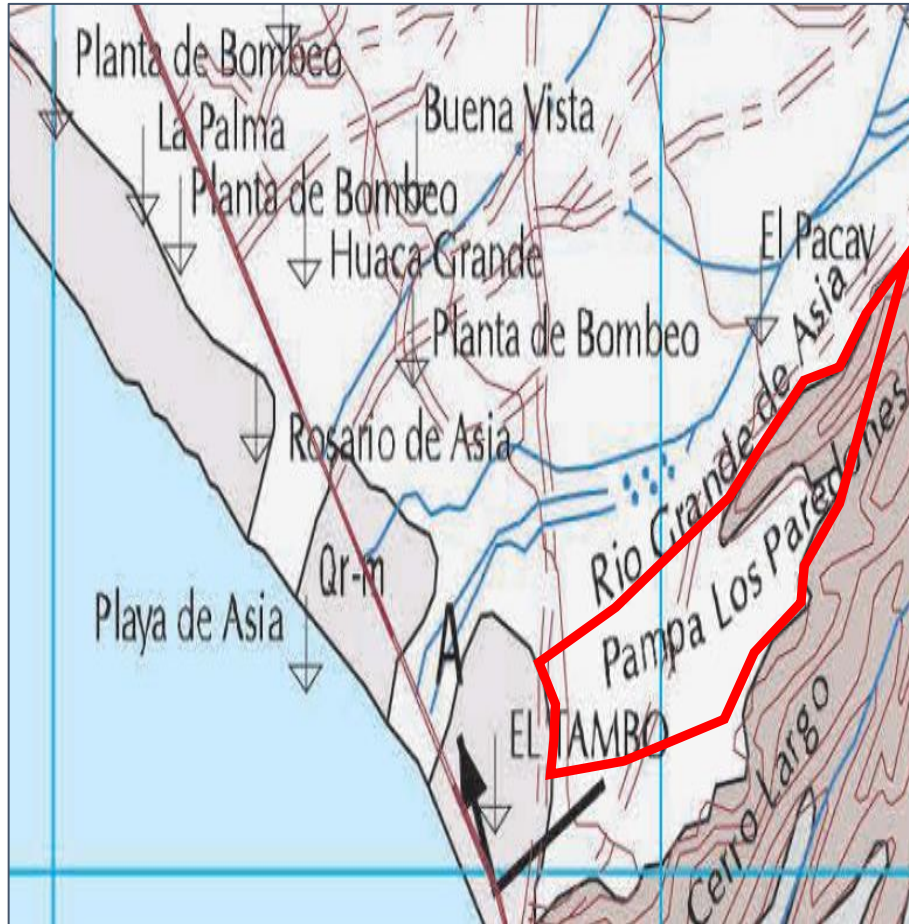 Planta de Bombeo
La Palma
Buena Vista
Planta de Bombeo
El Pacay
Huaca Grande
Planta de Bombeo
Rosario de Asia
Rio Grande de Asia
Qr-m
Playa de Asia
A
Pampa Los Paredones
EL TAMBO
Cerro Largo